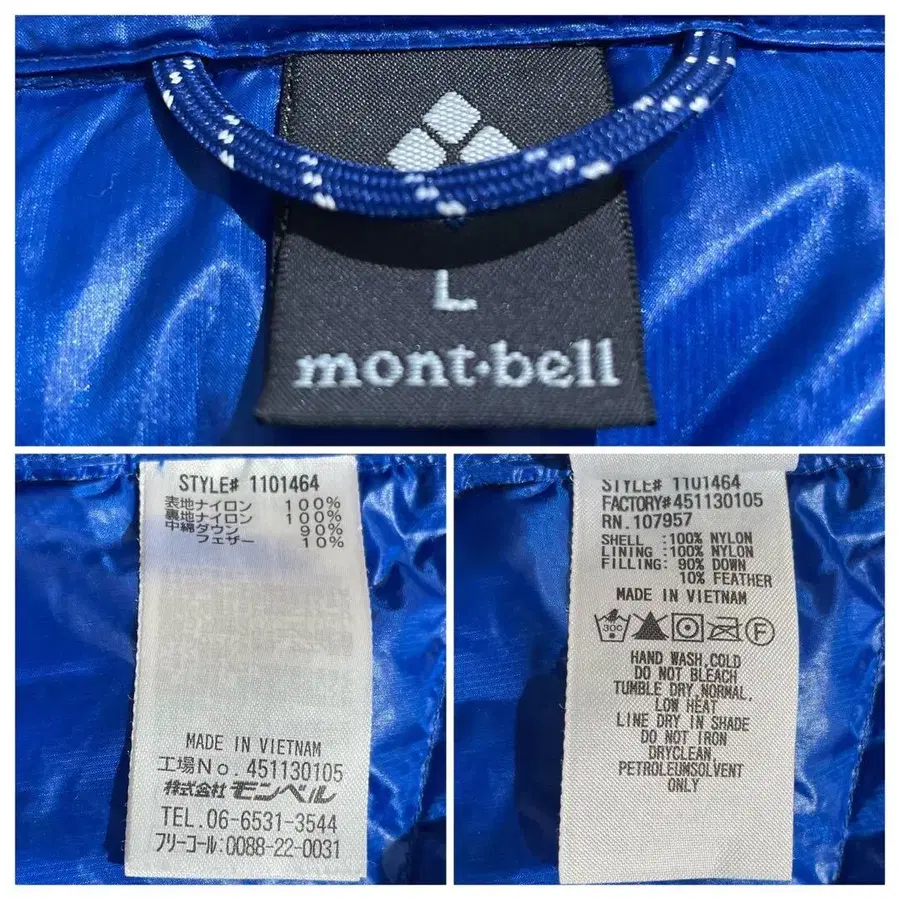 L
mont•bell
STYLE# 1101464
表地ナイロン 100%
裏地ナイロン 100%
中綿ダウン 90%
フェザー 10%
MADE IN VIETNAM
工場No.451130105
株式会社モンベル
TEL.06-6531-3544
フリーコール:0088-22-0031
STYLE# 1101464
FACTORY#451130105
RN.107957
SHELL :100% NYLON
LINING :100% NYLON
FILLING: 90% DOWN
10% FEATHER
MADE IN VIETNAM
300 F
HAND WASH,COLD
DO NOT BLEACH
TUMBLE DRY,NORMAL,
LOW HEAT
LINE DRY IN SHADE
DO NOT IRON
DRYCLEAN,
PETROLEUMSOLVENT
ONLY